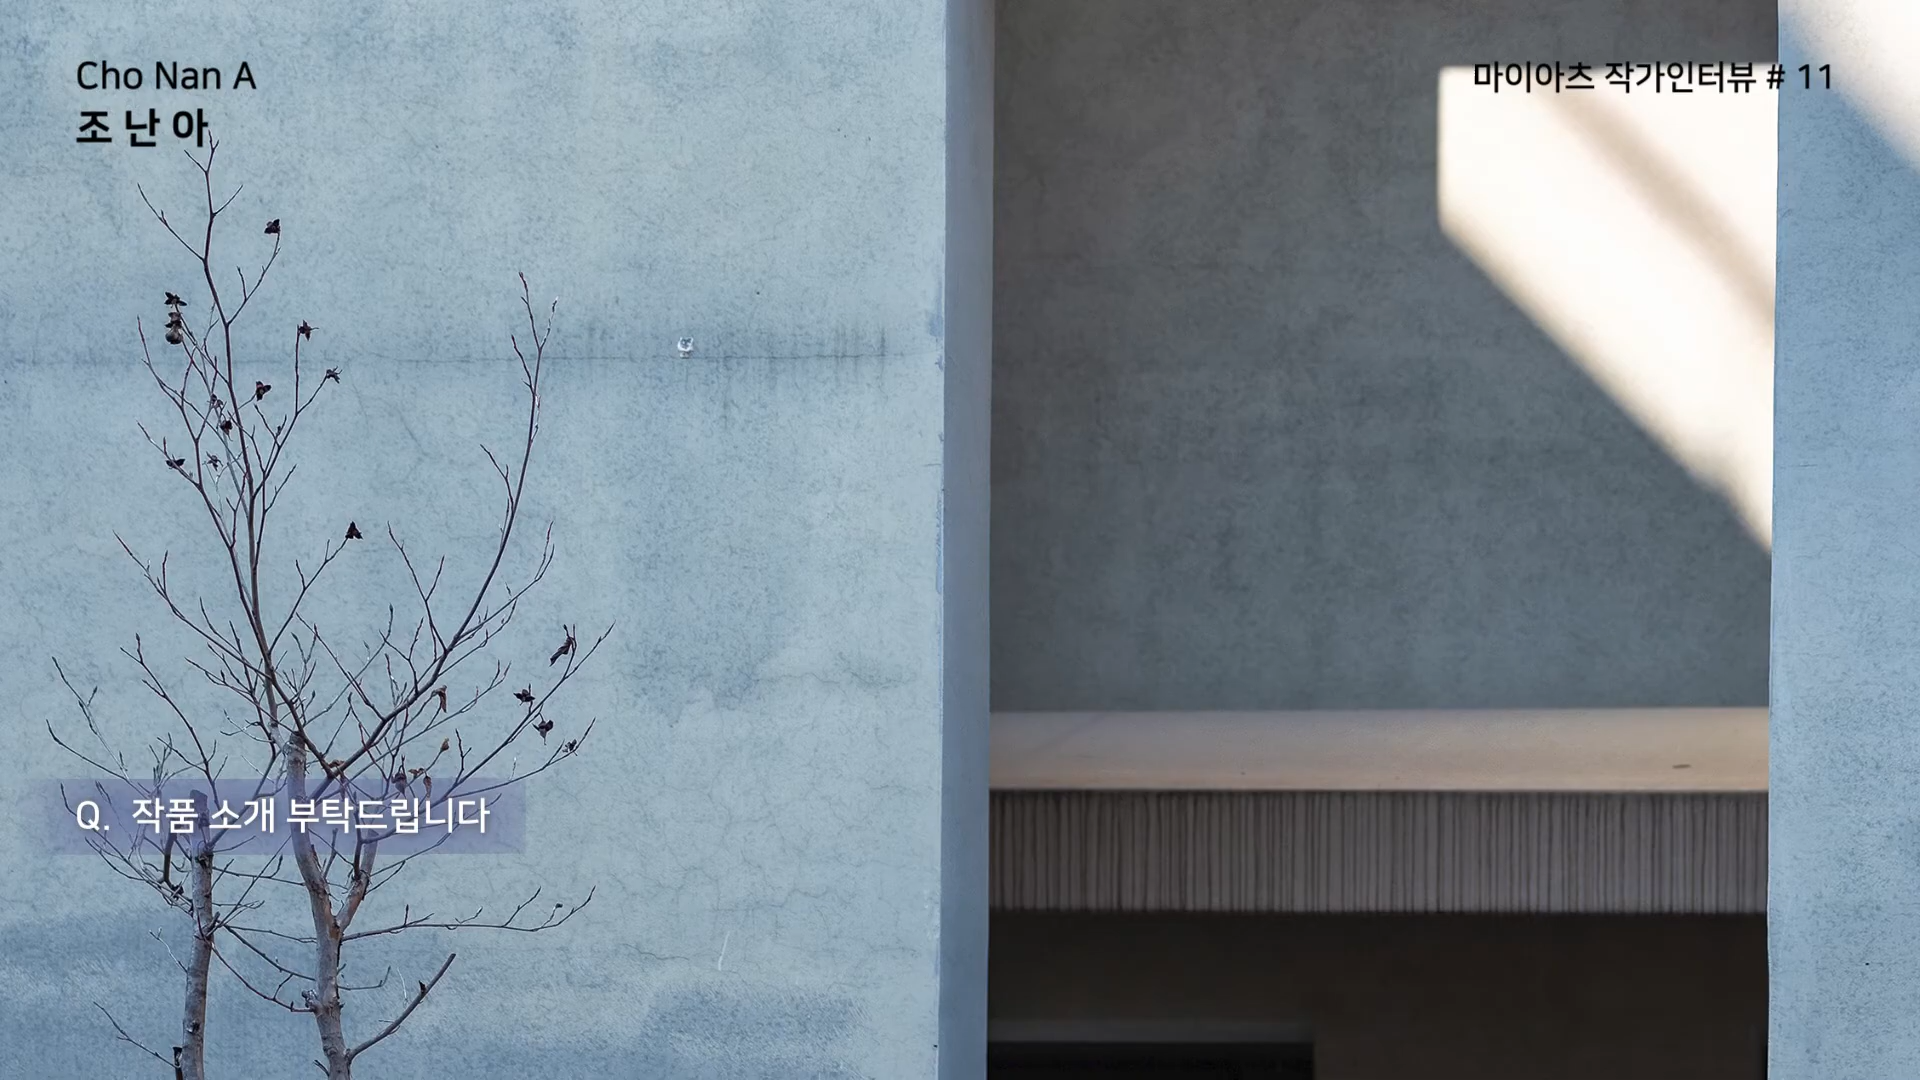 Cho Nan A
조 난 아
마이아츠 작가인터뷰 # 11
Q. 작품 소개 부탁드립니다